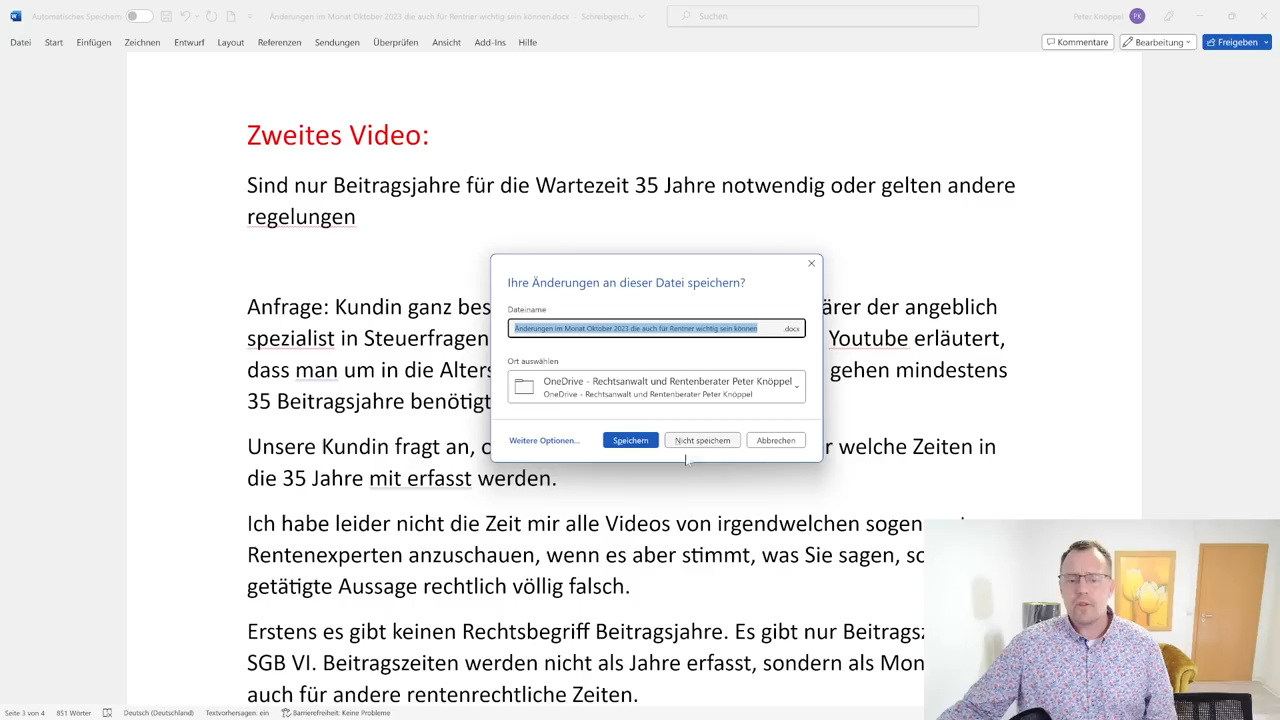 Automatisches Speichern
Änderungen im Monat Oktober 2023 die auch für Rentner wichtig sein können.docx
Schreibgesch...
Suchen
Peter Knöppel
PK
Datei
Start
Einfügen
Zeichnen
Entwurf
Layout
Referenzen
Sendungen
Überprüfen
Ansicht
Add-Ins
Hilfe
Kommentare
Bearbeitung
Freigeben
Zweites Video:
Sind nur Beitragsjahre für die Wartezeit 35 Jahre notwendig oder gelten andere
regelungen
Ihre Änderungen an dieser Datei speichern?
Dateiname
Änderungen im Monat Oktober 2023 die auch für Rentner wichtig sein können
.docx
Ort auswählen
OneDrive - Rechtsanwalt und Rentenberater Peter Knöppel
OneDrive - Rechtsanwalt und Rentenberater Peter Knöppel
Weitere Optionen...
Speichern
Nicht speichern
Abbrechen
Anfrage: Kundin ganz bes ärer der angeblich
spezialist in Steuerfragen Youtube erläutert,
dass man um in die Alters gehen mindestens
35 Beitragsjahre benötigt
Unsere Kundin fragt an, o r welche Zeiten in
die 35 Jahre mit erfasst werden.
Ich habe leider nicht die Zeit mir alle Videos von irgendwelchen sogen
Rentenexperten anzuschauen, wenn es aber stimmt, was Sie sagen, so
getätigte Aussage rechtlich völlig falsch.
Erstens es gibt keinen Rechtsbegriff Beitragsjahre. Es gibt nur Beitragsz
SGB VI. Beitragszeiten werden nicht als Jahre erfasst, sondern als Mon
auch für andere rentenrechtliche Zeiten.
Seite 3 von 4
851 Wörter
Deutsch (Deutschland)
Textvorhersagen: ein
Barrierefreiheit: Keine Probleme